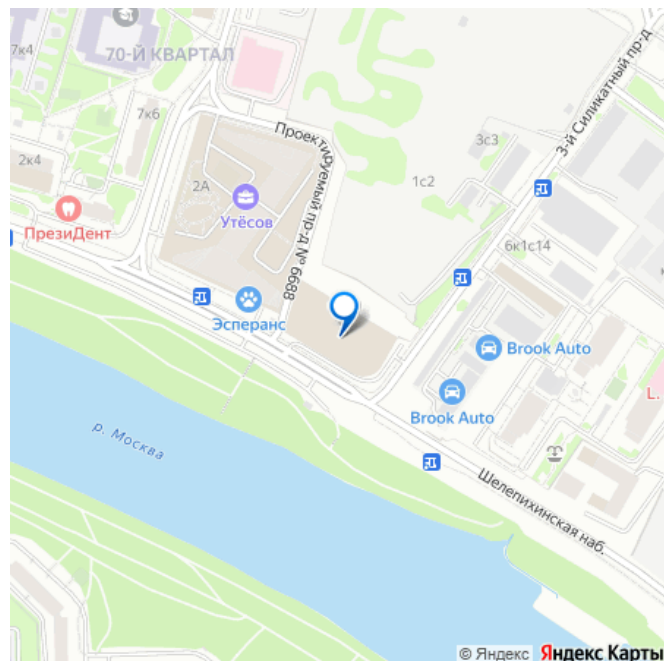 7к4
70-Й КВАРТАЛ
7к6
2к4
ПрезиДент
2А
Утёсов
Проектируемый пр-д № 6688
Эсперанс
3-й Силикатный пр-д
3с3
1с2
6к1с14
Brook Auto
Brook Auto
L.
р. Москва
Шелепихинская наб.
© Яндекс Яндекс Карты